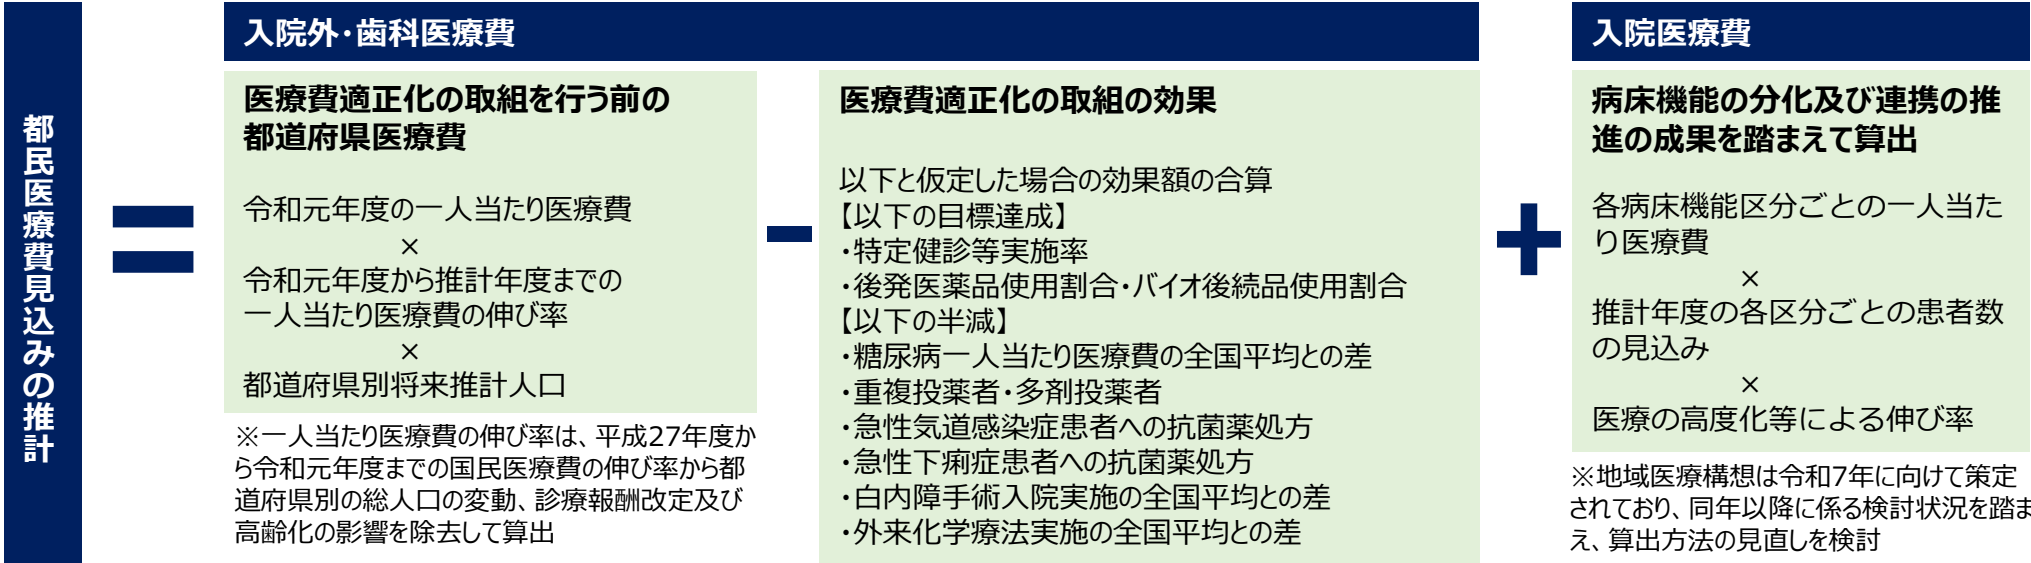 都民医療費見込みの推計
=
入院外・歯科医療費
医療費適正化の取組を行う前の
都道府県医療費
令和元年度の一人当たり医療費
×
令和元年度から推計年度までの
一人当たり医療費の伸び率
×
都道府県別将来推計人口
※一人当たり医療費の伸び率は、平成27年度か
ら令和元年度までの国民医療費の伸び率から都
道府県別の総人口の変動、診療報酬改定及び
高齢化の影響を除去して算出
-
医療費適正化の取組の効果
以下と仮定した場合の効果額の合算
【以下の目標達成】
・特定健診等実施率
・後発医薬品使用割合・バイオ後続品使用割合
【以下の半減】
・糖尿病一人当たり医療費の全国平均との差
・重複投薬者・多剤投薬者
・急性気道感染症患者への抗菌薬処方
・急性下痢症患者への抗菌薬処方
・白内障手術入院実施の全国平均との差
・外来化学療法実施の全国平均との差
+
入院医療費
病床機能の分化及び連携の推
進の成果を踏まえて算出
各病床機能区分ごとの一人当た
り医療費
×
推計年度の各区分ごとの患者数
の見込み
×
医療の高度化等による伸び率
※地域医療構想は令和7年に向けて策定
されており、同年以降に係る検討状況を踏ま
え、算出方法の見直しを検討